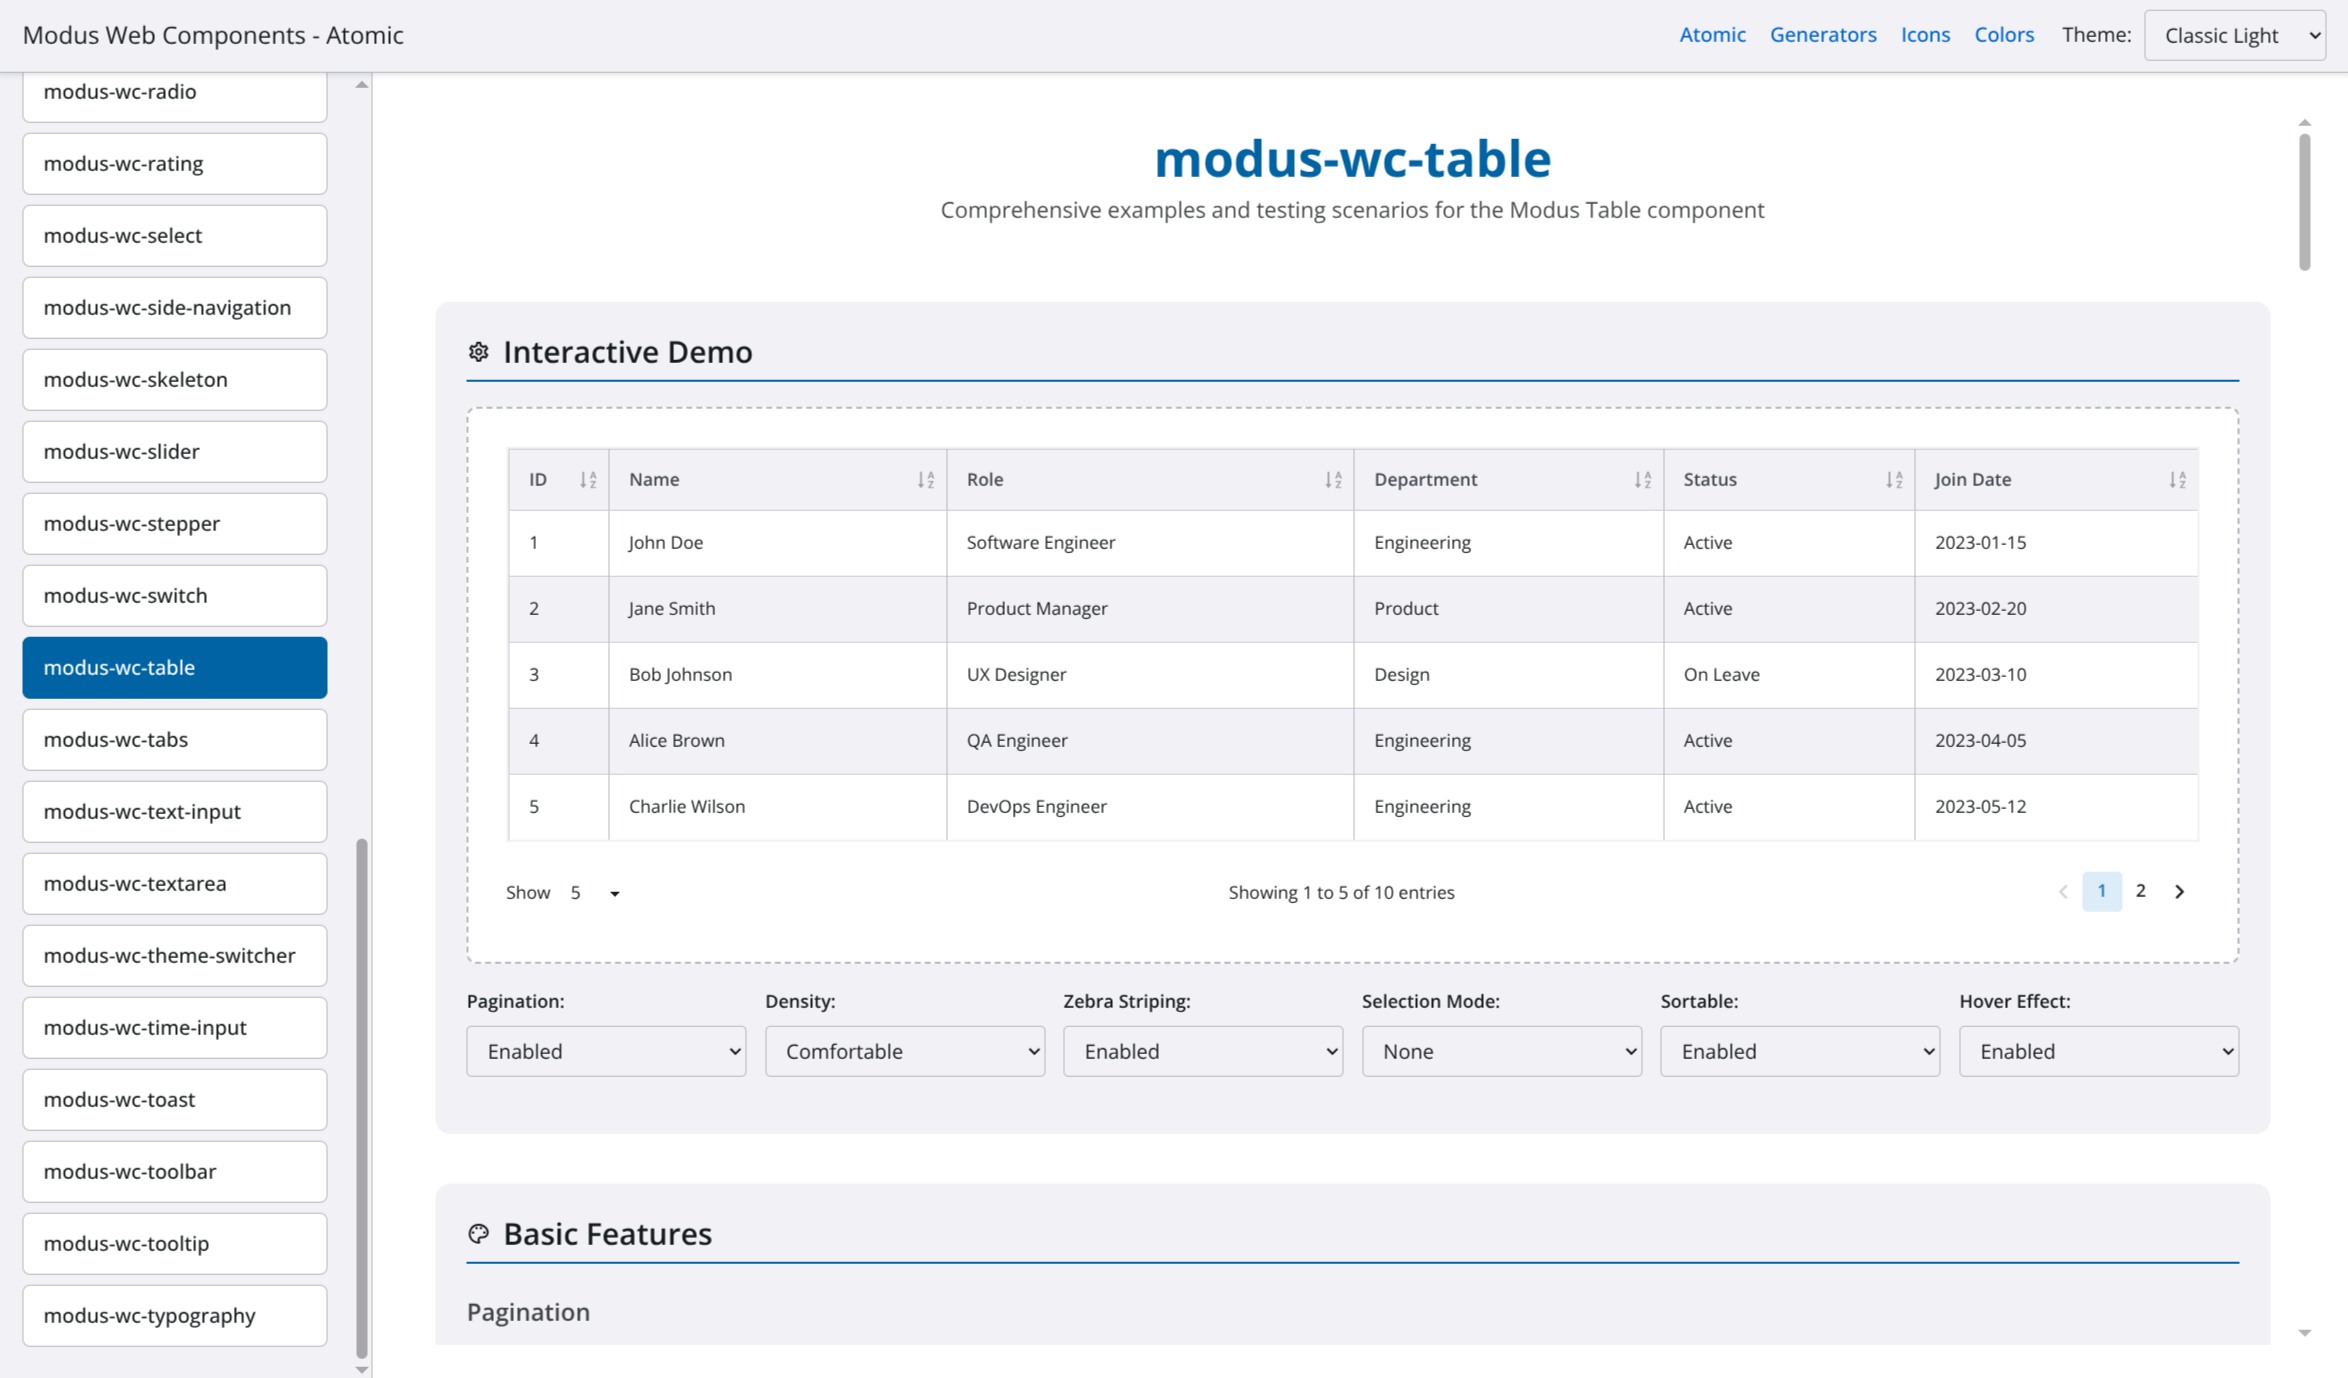 Modus Web Components - Atomic
Atomic Generators Icons Colors Theme: Classic Light
modus-wc-radio
modus-wc-rating
modus-wc-select
modus-wc-side-navigation
modus-wc-skeleton
modus-wc-slider
modus-wc-stepper
modus-wc-switch
modus-wc-table
modus-wc-tabs
modus-wc-text-input
modus-wc-textarea
modus-wc-theme-switcher
modus-wc-time-input
modus-wc-toast
modus-wc-toolbar
modus-wc-tooltip
modus-wc-typography
modus-wc-table
Comprehensive examples and testing scenarios for the Modus Table component
Interactive Demo
ID Name Role Department Status Join Date
1 John Doe Software Engineer Engineering Active 2023-01-15
2 Jane Smith Product Manager Product Active 2023-02-20
3 Bob Johnson UX Designer Design On Leave 2023-03-10
4 Alice Brown QA Engineer Engineering Active 2023-04-05
5 Charlie Wilson DevOps Engineer Engineering Active 2023-05-12
Show 5 Showing 1 to 5 of 10 entries 1 2
Pagination: Density: Zebra Striping: Selection Mode: Sortable: Hover Effect:
Enabled Comfortable Enabled None Enabled Enabled
Basic Features
Pagination